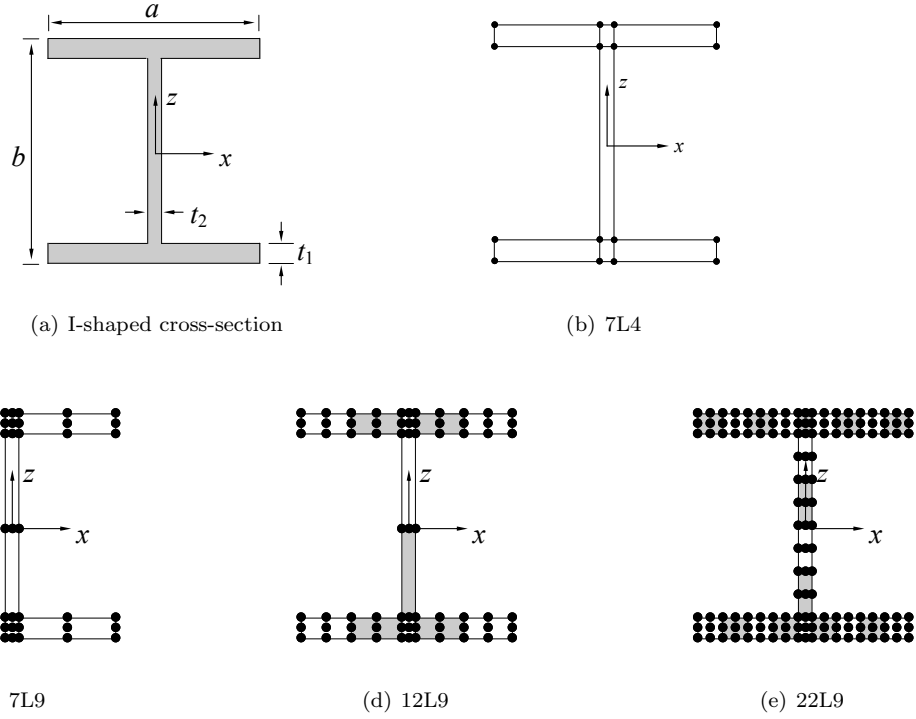 a
z
x
b
t2
t1
z
x
(a) I-shaped cross-section
(b) 7L4
z
x
z
x
z
x
7L9
(d) 12L9
(e) 22L9